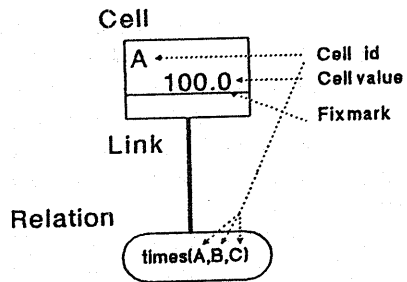 Cell
A
Cell id
100.0
Cell value
Fixmark
Link
Relation
times(A,B,C)